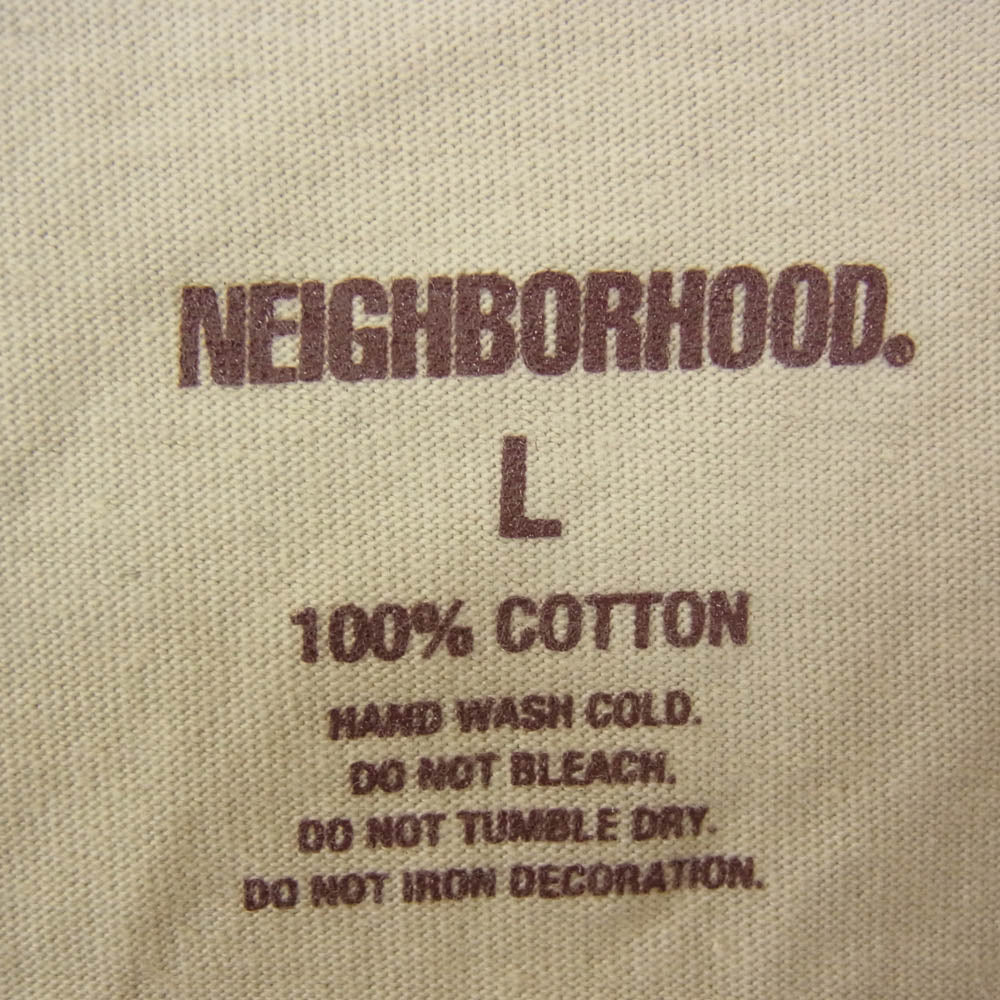 NEIGHBORHOOD.®
L
100% COTTON
HAND WASH COLD.
DO NOT BLEACH.
DO NOT TUMBLE DRY.
DO NOT IRON DECORATION.